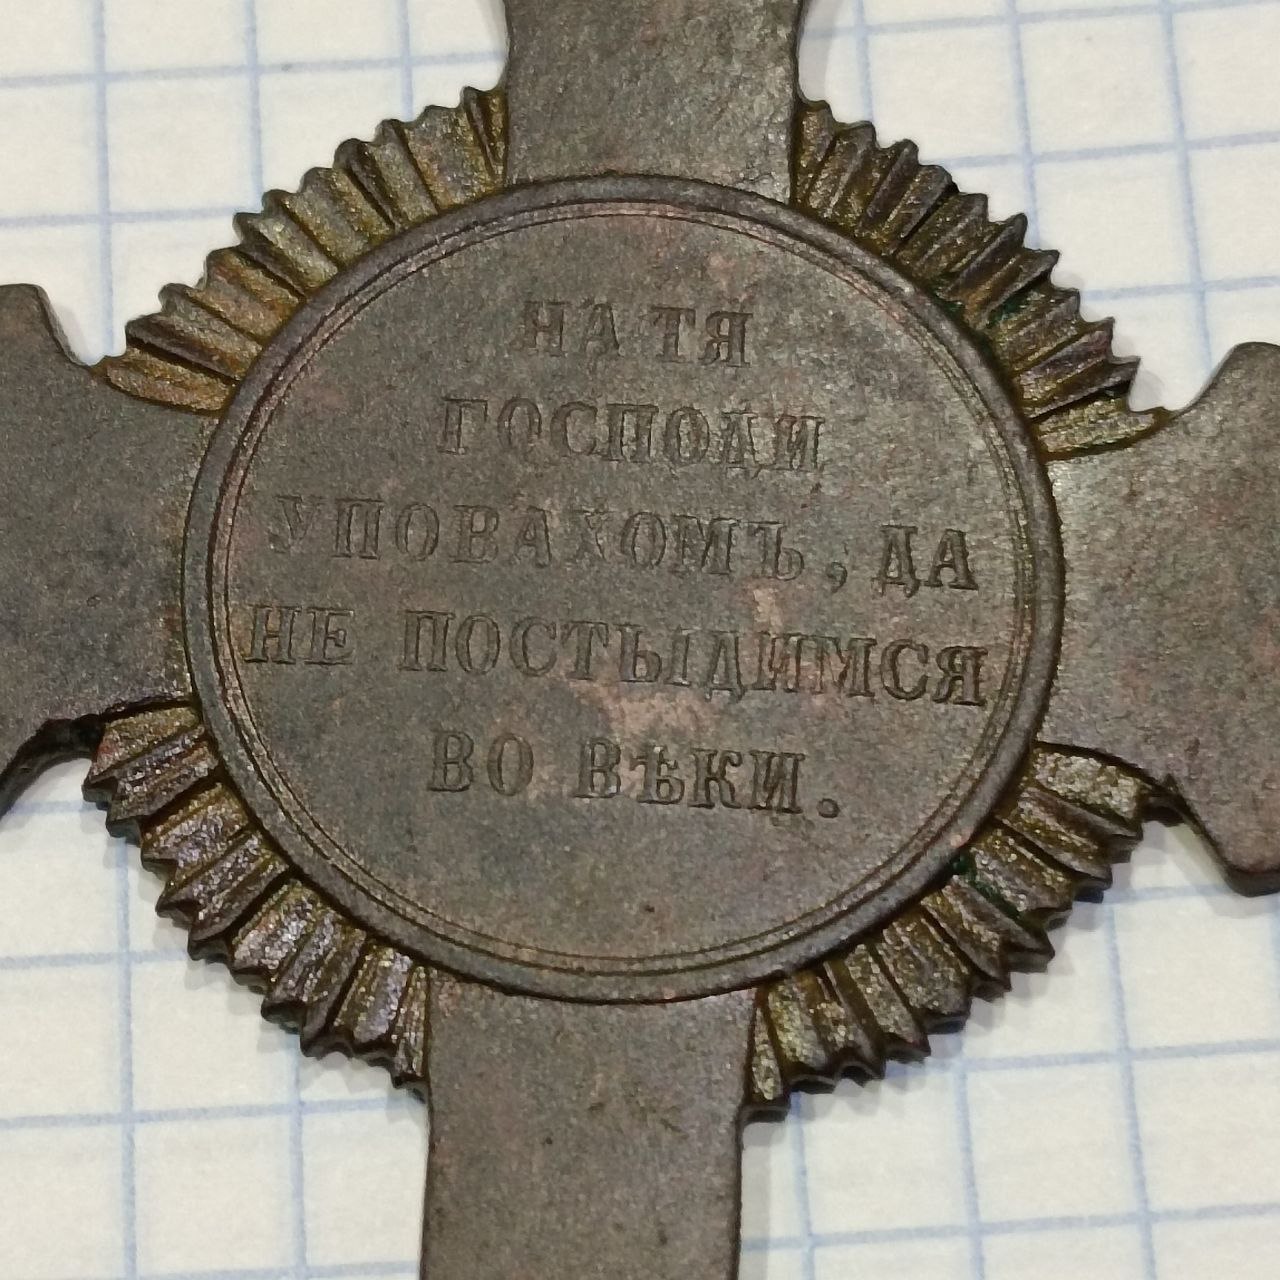 НА ТЯ
ГОСПОДИ
УПОВАХОМЪ, ДА
НЕ ПОСТЫДИМСЯ
ВО ВѢКИ.